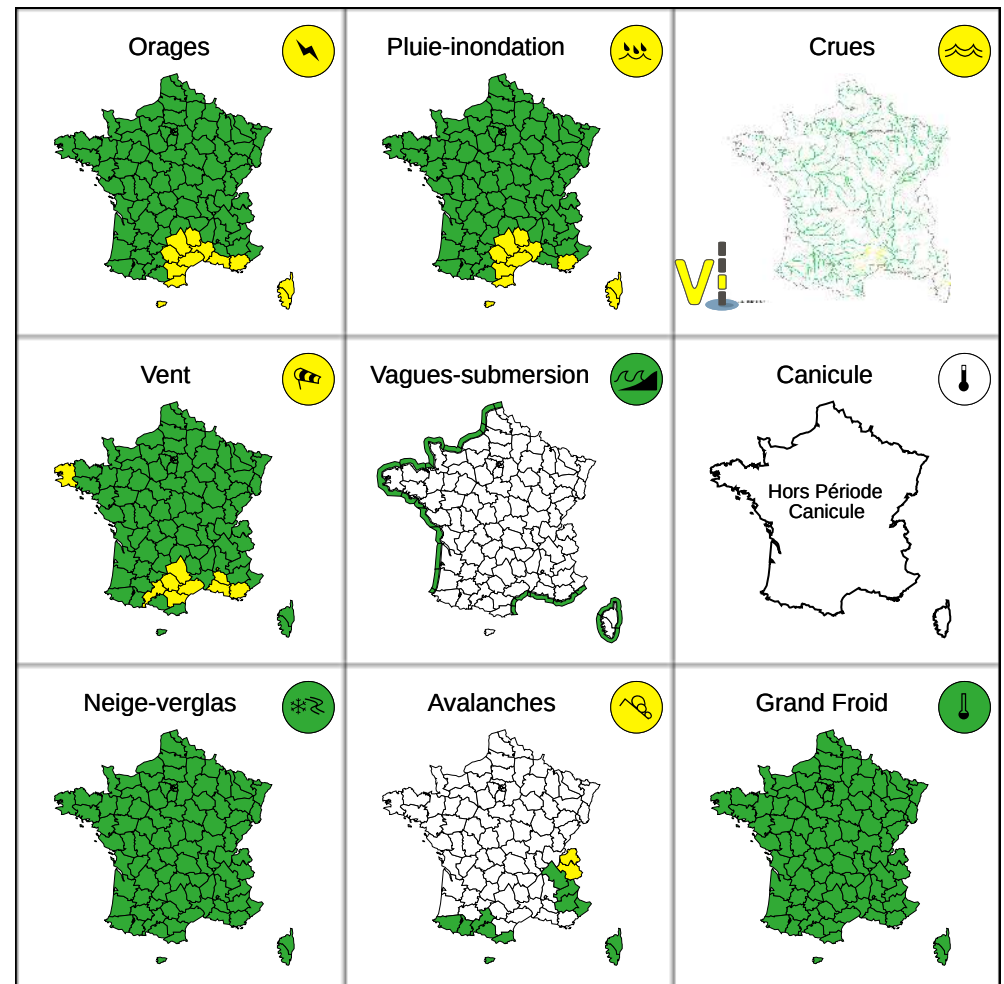 Orages
Pluie-inondation
Crues
Vent
Vagues-submersion
Canicule
Hors Période
Canicule
Neige-verglas
Avalanches
Grand Froid